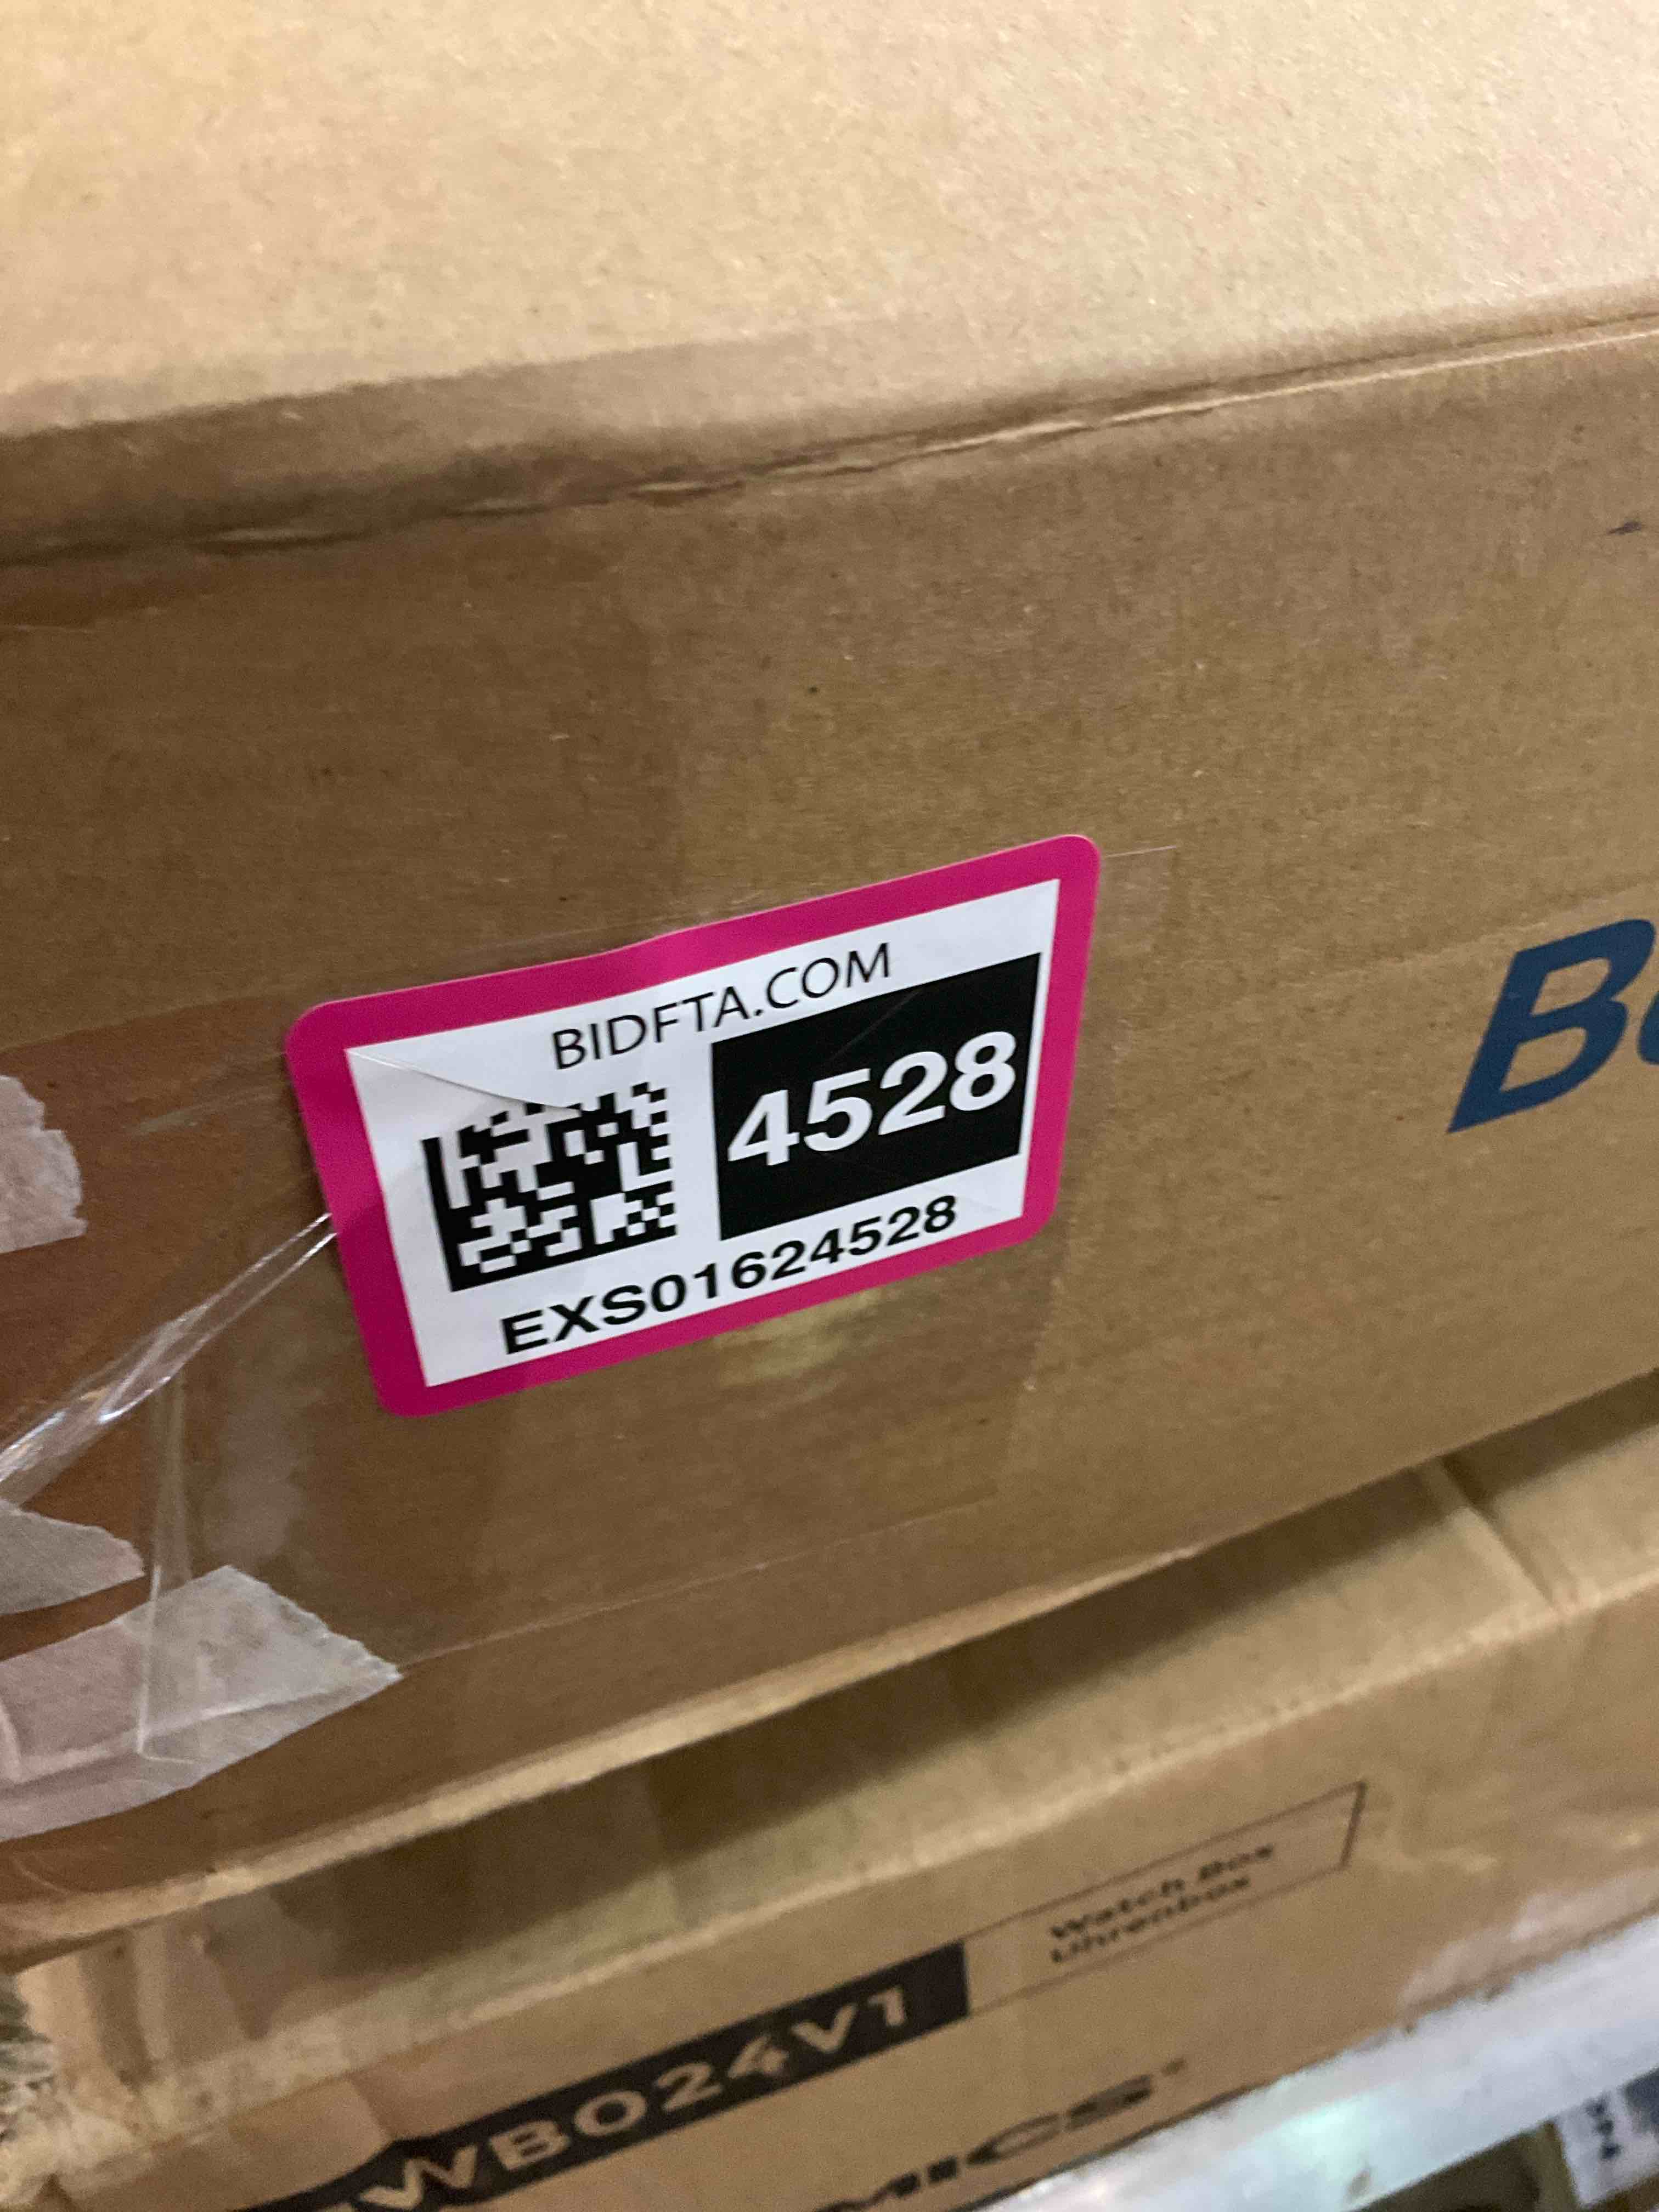 BIDFTA.COM
4528
EXS01624528
Watch Box
Uhrenbox
WB024V1